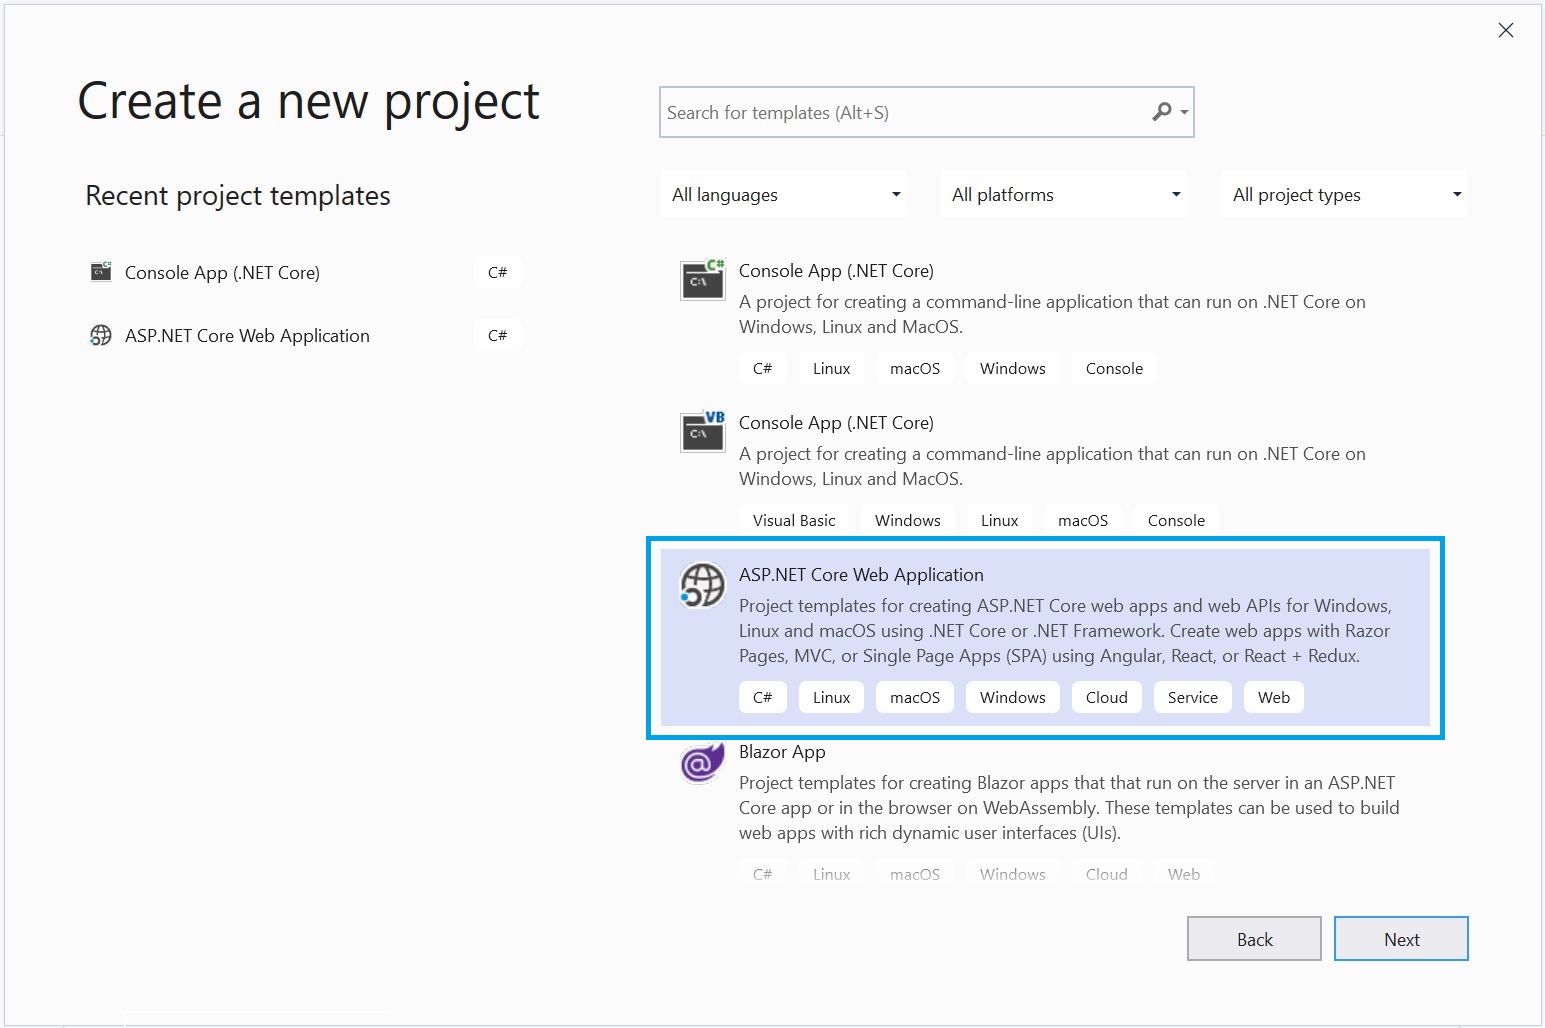 Create a new project
Search for templates (Alt+S)
Recent project templates
All languages
All platforms
All project types
Console App (.NET Core)
C#
ASP.NET Core Web Application
C#
C#
C:\
Console App (.NET Core)
A project for creating a command-line application that can run on .NET Core on
Windows, Linux and MacOS.
C# Linux macOS Windows Console
VB
C:\
Console App (.NET Core)
A project for creating a command-line application that can run on .NET Core on
Windows, Linux and MacOS.
Visual Basic Windows Linux macOS Console
ASP.NET Core Web Application
Project templates for creating ASP.NET Core web apps and web APIs for Windows,
Linux and macOS using .NET Core or .NET Framework. Create web apps with Razor
Pages, MVC, or Single Page Apps (SPA) using Angular, React, or React + Redux.
C# Linux macOS Windows Cloud Service Web
@
Blazor App
Project templates for creating Blazor apps that that run on the server in an ASP.NET
Core app or in the browser on WebAssembly. These templates can be used to build
web apps with rich dynamic user interfaces (UIs).
C# Linux macOS Windows Cloud Web
Back
Next